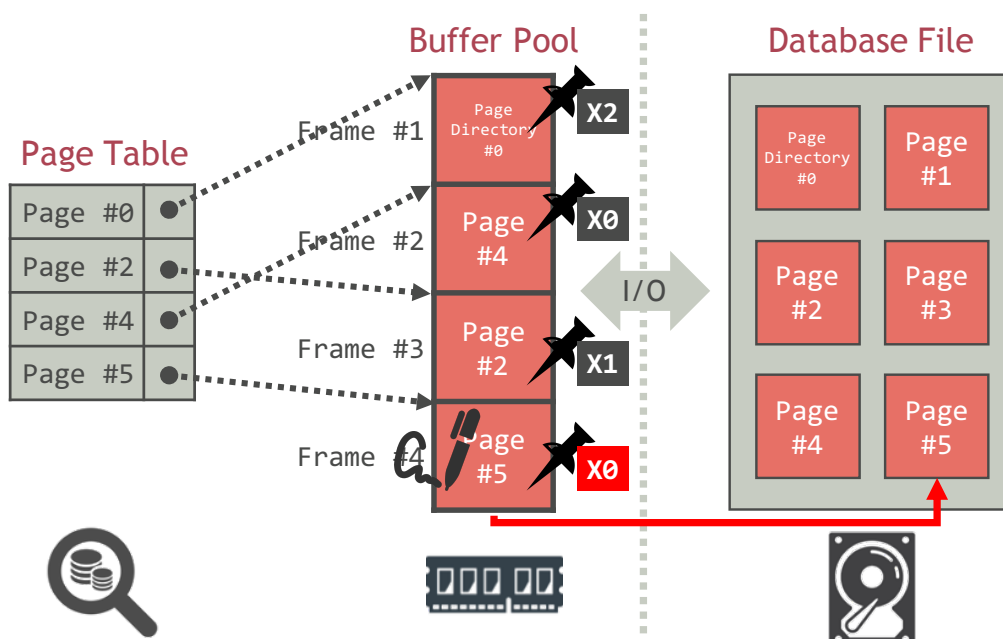 Buffer Pool
Database File
Page Table
Page #0
Page #2
Page #4
Page #5
Frame #1
Frame #2
Frame #3
Frame #4
Page
Directory
#0
X2
Page
#4
X0
Page
#2
X1
Page
#5
X0
I/O
Page
Directory
#0
Page
#1
Page
#2
Page
#3
Page
#4
Page
#5